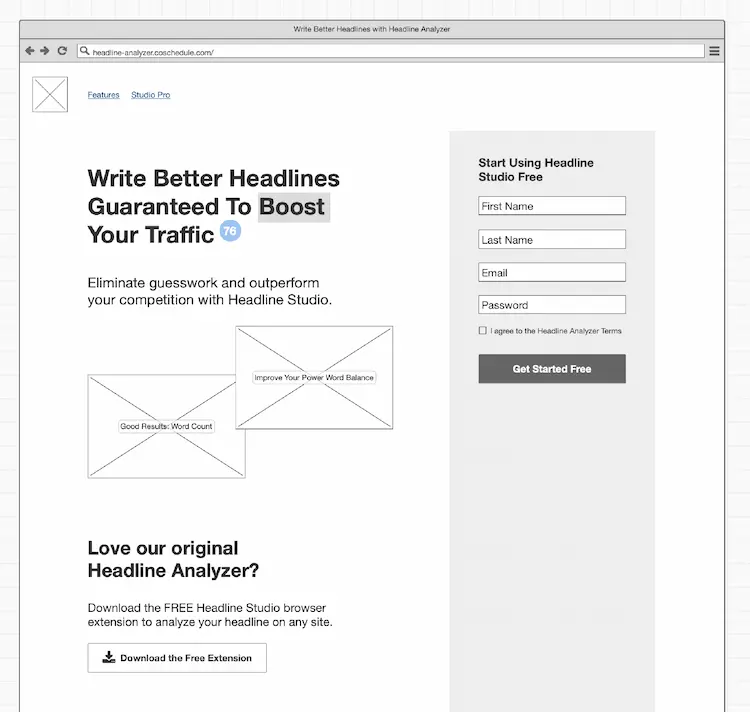 Write Better Headlines with Headline Analyzer
headline-analyzer.coschedule.com/
Features Studio Pro
Write Better Headlines
Guaranteed To Boost
Your Traffic 76
Eliminate guesswork and outperform
your competition with Headline Studio.
Improve Your Power Word Balance
Good Results: Word Count
Love our original
Headline Analyzer?
Download the FREE Headline Studio browser
extension to analyze your headline on any site.
Download the Free Extension
Start Using Headline
Studio Free
First Name
Last Name
Email
Password
I agree to the Headline Analyzer Terms
Get Started Free